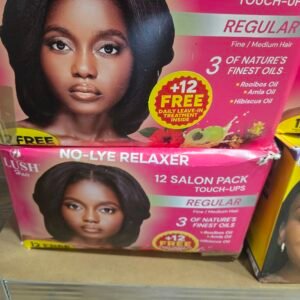 TOUCH-UPS
REGULAR
Fine / Medium Hair
3 OF NATURE'S
FINEST OILS
• Rooibos Oil
• Amla Oil
• Hibiscus Oil
+12
FREE
DAILY LEAVE-IN
TREATMENT
INSIDE
12 FREE
LUSH
NO-LYE RELAXER
12 SALON PACK
TOUCH-UPS
REGULAR
Fine / Medium Hair
3 OF NATURE'S
FINEST OILS
• Rooibos Oil
• Amla Oil
Hibiscus Oil
+12
FREE
12 FREE